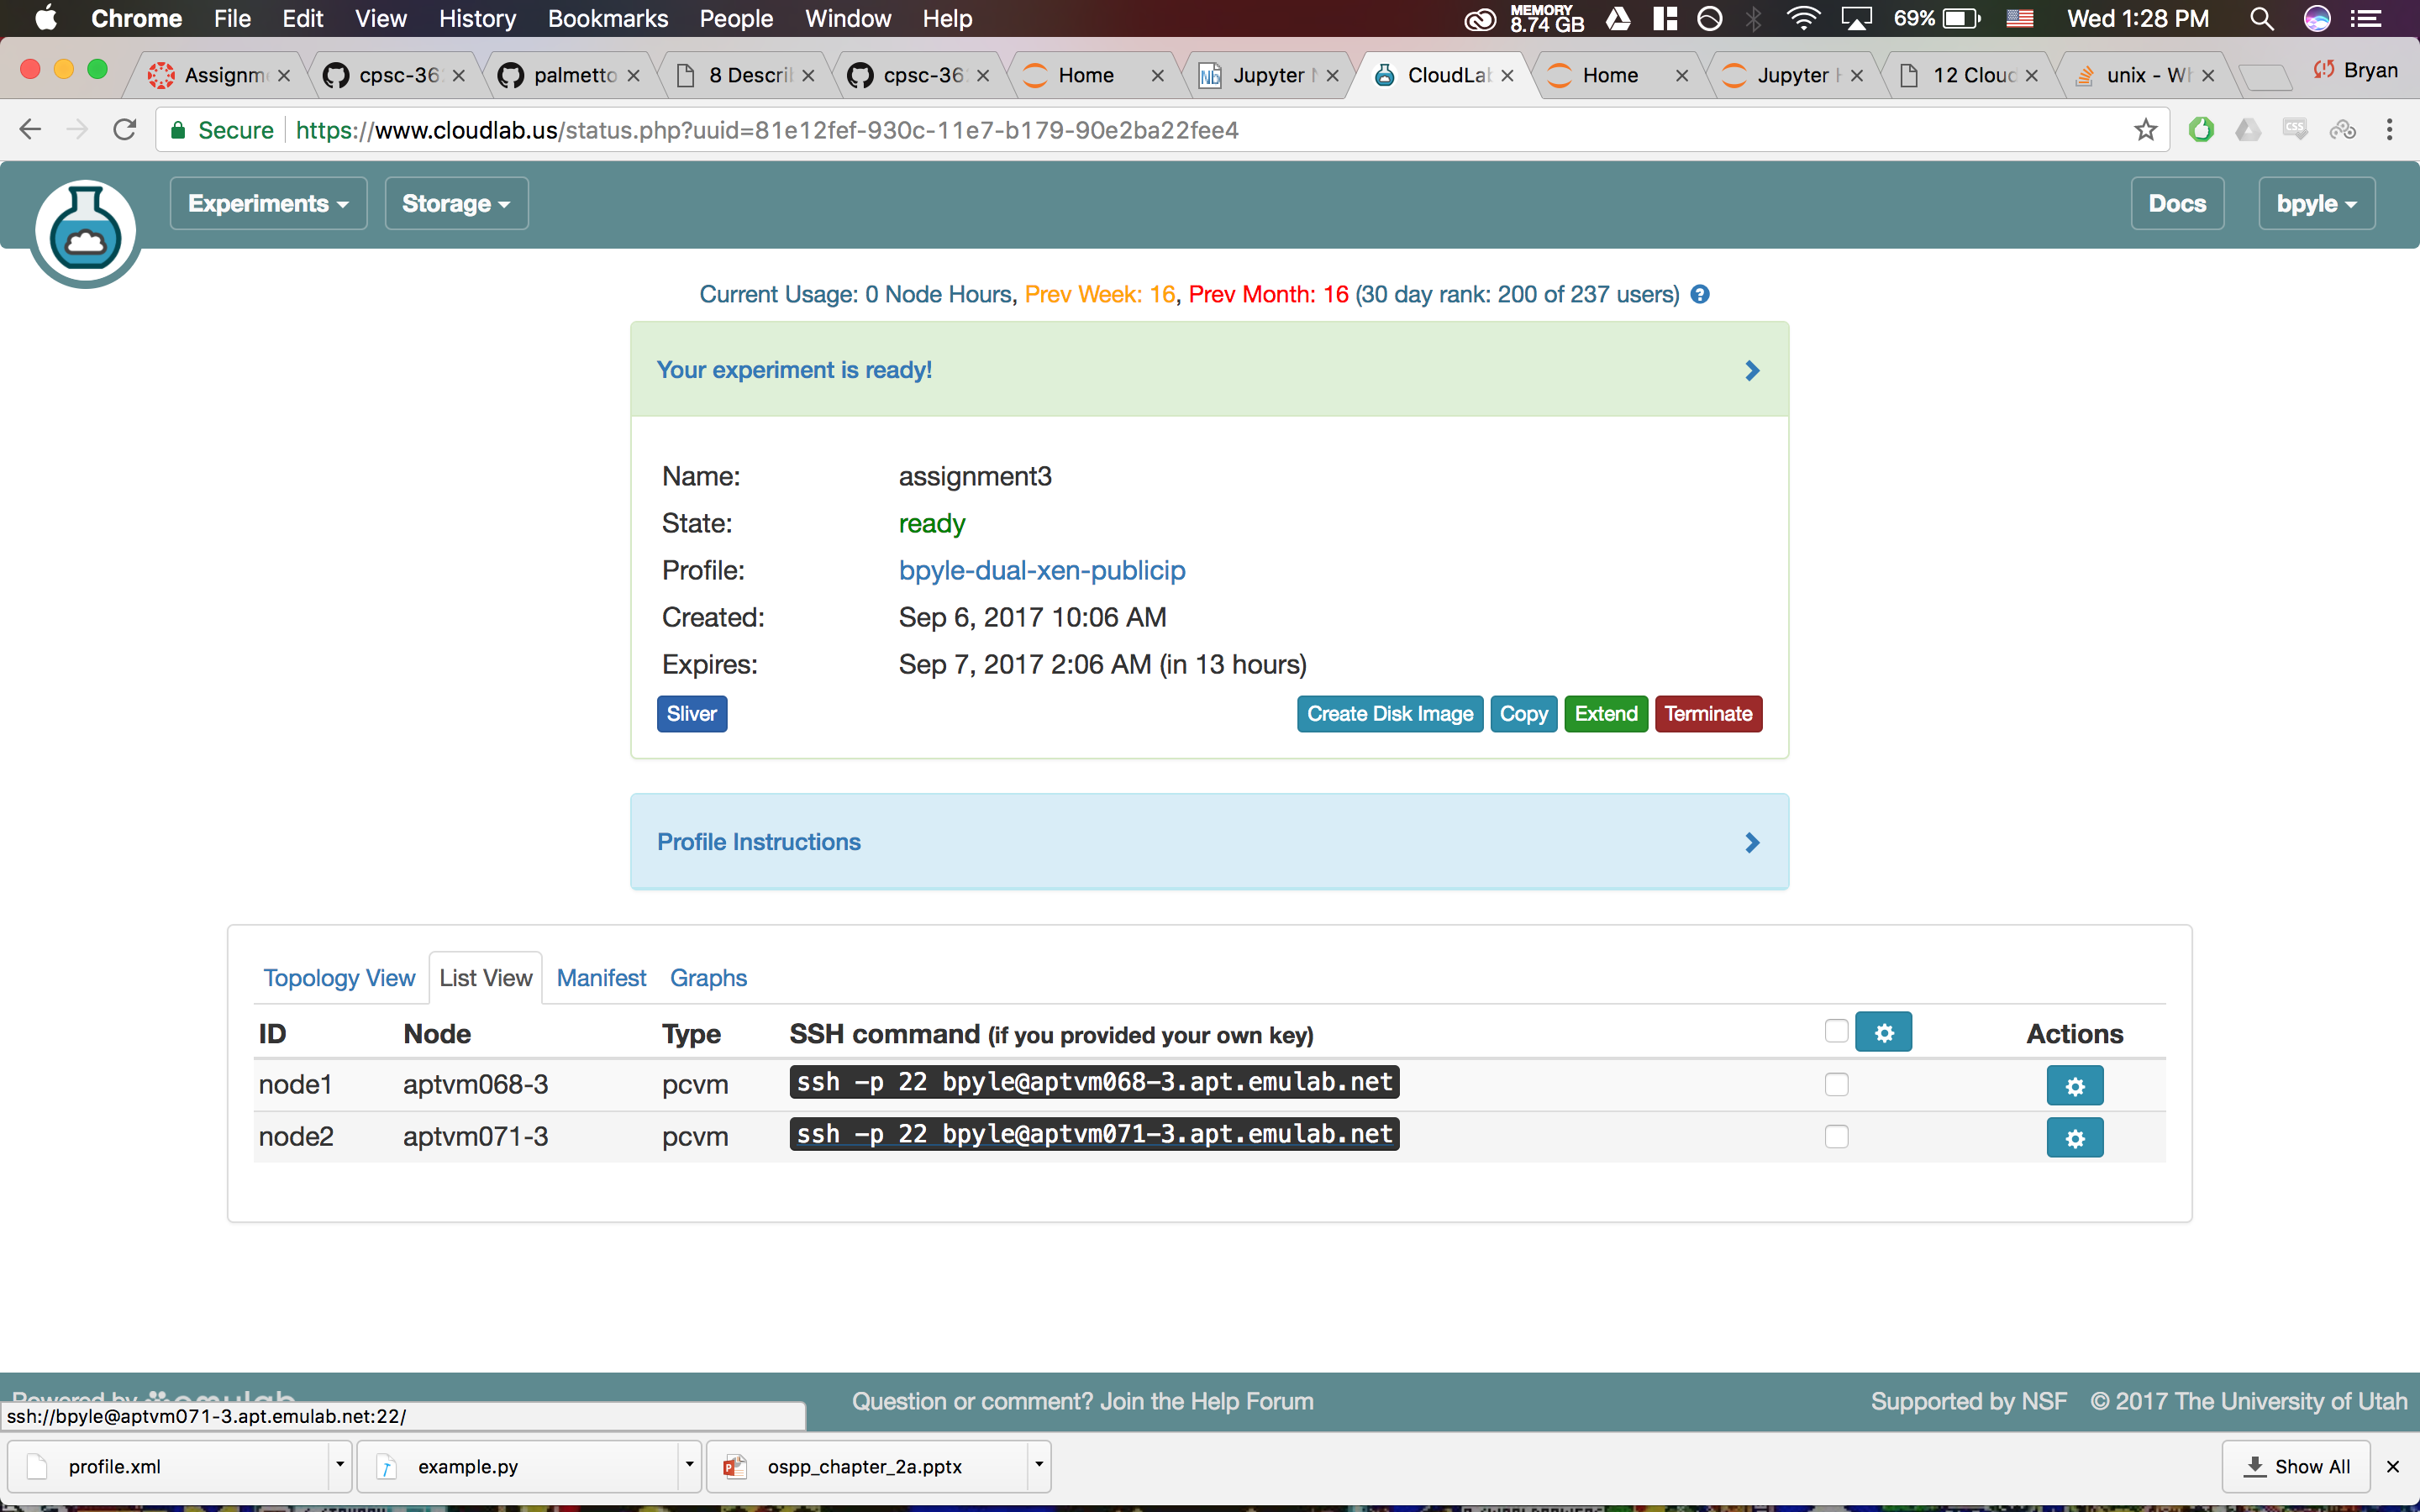 Chrome File Edit View History Bookmarks People Window Help MEMORY 8.74 GB 69% Wed 1:28 PM
Assignm cpsc-36 palmetto 8 Descri cpsc-36 Home Jupyter N CloudLab Home Jupyter H 12 Cloud unix - Wh Bryan
Secure https://www.cloudlab.us/status.php?uuid=81e12fef-930c-11e7-b179-90e2ba22fee4
Experiments Storage Docs bpyle
Current Usage: 0 Node Hours, Prev Week: 16, Prev Month: 16 (30 day rank: 200 of 237 users)
Your experiment is ready!
Name: assignment3
State: ready
Profile: bpyle-dual-xen-publicip
Created: Sep 6, 2017 10:06 AM
Expires: Sep 7, 2017 2:06 AM (in 13 hours)
Sliver Create Disk Image Copy Extend Terminate
Profile Instructions
Topology View List View Manifest Graphs
ID Node Type SSH command (if you provided your own key) Actions
node1 aptvm068-3 pcvm ssh -p 22 bpyle@aptvm068-3.apt.emulab.net
node2 aptvm071-3 pcvm ssh -p 22 bpyle@aptvm071-3.apt.emulab.net
Powered by emulab Question or comment? Join the Help Forum Supported by NSF © 2017 The University of Utah
ssh://bpyle@aptvm071-3.apt.emulab.net:22/
profile.xml example.py ospp_chapter_2a.pptx Show All